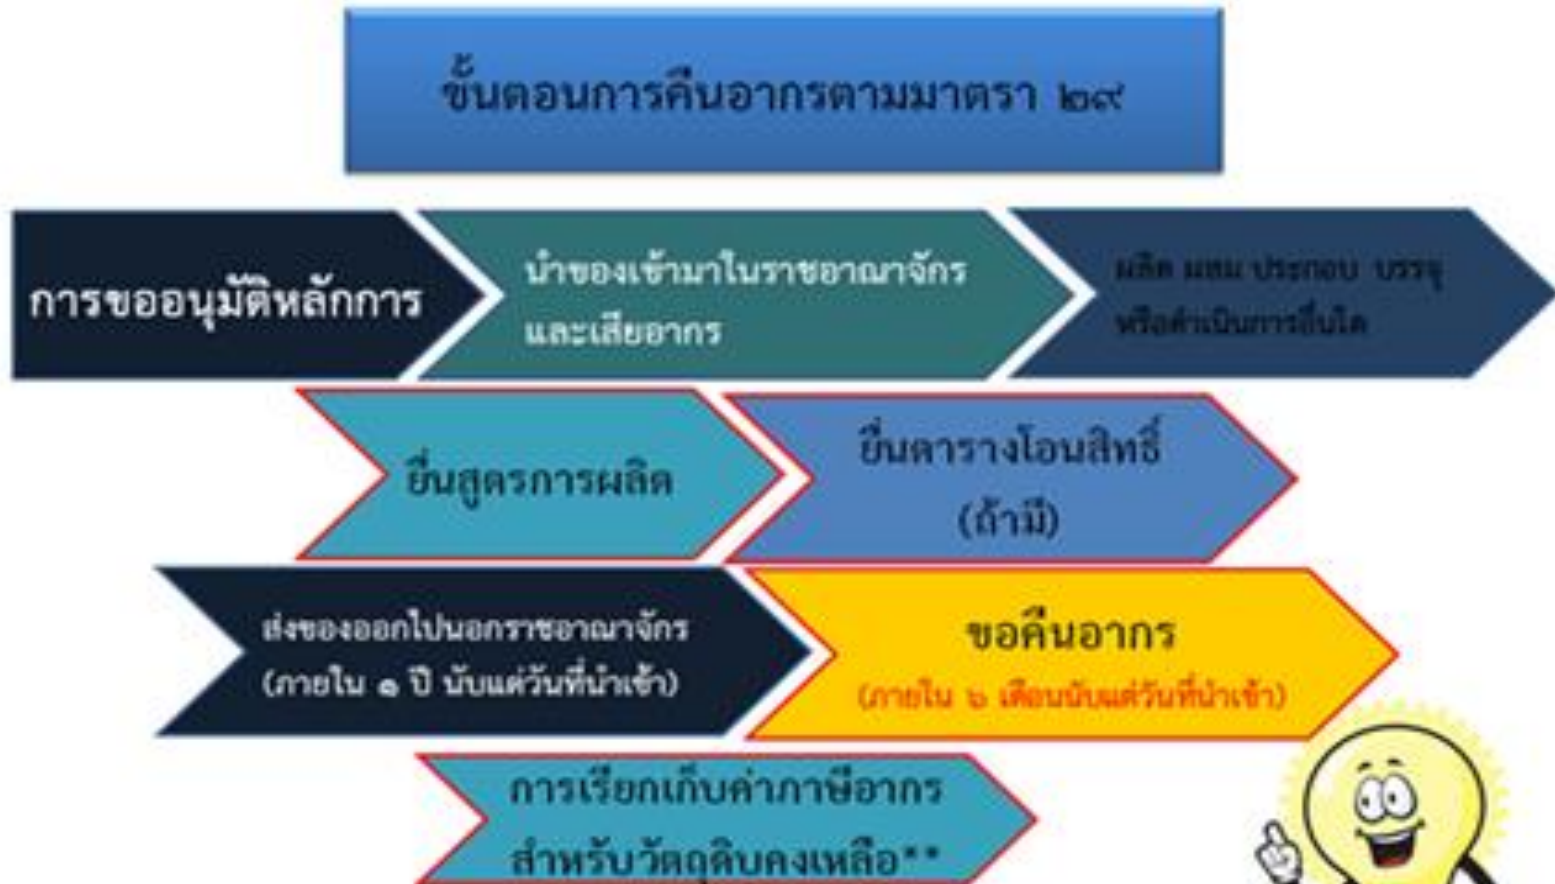 ขั้นตอนการคืนอากรตามมาตรา ๒๙
การขออนุมัติหลักการ
นำของเข้ามาในราชอาณาจักร
และเสียอากร
ผลิต ผสม ประกอบ บรรจุ
หรือดำเนินการอื่นใด
ยื่นสูตรการผลิต
ยื่นตารางโอนสิทธิ์
(ถ้ามี)
ส่งของออกไปนอกราชอาณาจักร
(ภายใน ๑ ปี นับแต่วันที่นำเข้า)
ขอคืนอากร
(ภายใน ๖ เดือนนับแต่วันที่นำเข้า)
การเรียกเก็บค่าภาษีอากร
สำหรับวัตถุดิบคงเหลือ**